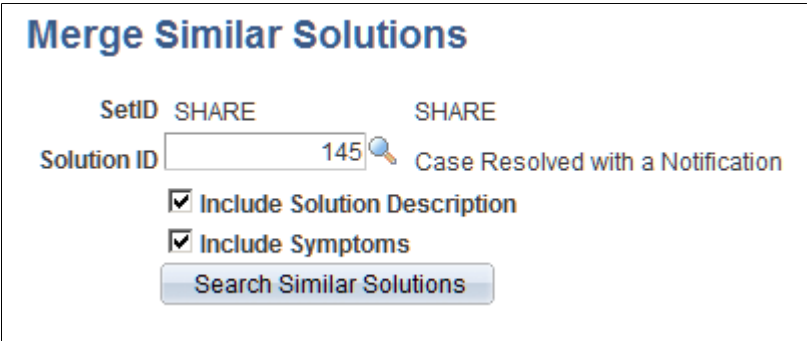 Merge Similar Solutions
SetID SHARE SHARE
Solution ID 145 Case Resolved with a Notification
Include Solution Description
Include Symptoms
Search Similar Solutions